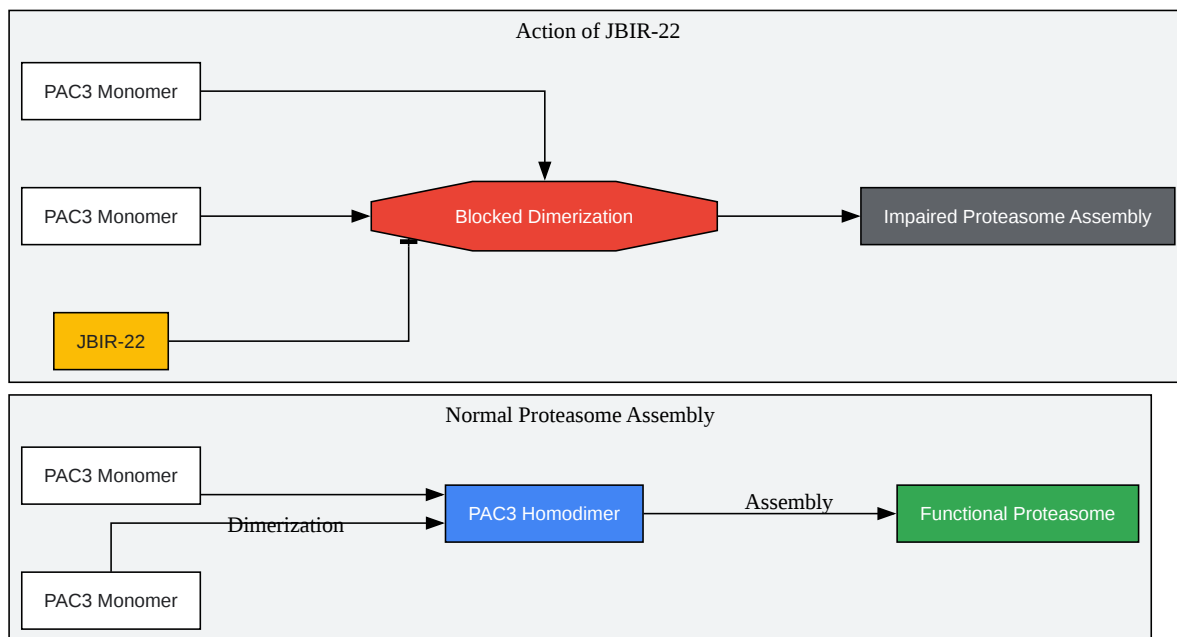 Action of JBIR-22
PAC3 Monomer
PAC3 Monomer
Blocked Dimerization
Impaired Proteasome Assembly
JBIR-22
Normal Proteasome Assembly
PAC3 Monomer
Dimerization
PAC3 Homodimer
Assembly
Functional Proteasome
PAC3 Monomer